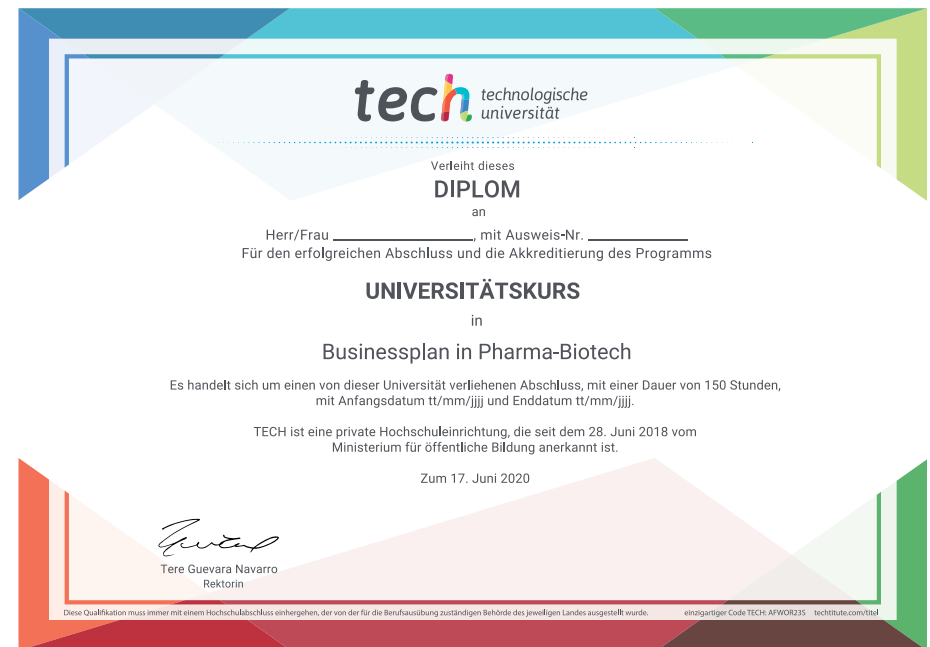 tech technologische
universität
Verleiht dieses
DIPLOM
an
Herr/Frau ____________________, mit Ausweis-Nr. ______________
Für den erfolgreichen Abschluss und die Akkreditierung des Programms
UNIVERSITÄTSKURS
in
Businessplan in Pharma-Biotech
Es handelt sich um einen von dieser Universität verliehenen Abschluss, mit einer Dauer von 150 Stunden,
mit Anfangsdatum tt/mm/jjjj und Enddatum tt/mm/jjjj.
TECH ist eine private Hochschuleinrichtung, die seit dem 28. Juni 2018 vom
Ministerium für öffentliche Bildung anerkannt ist.
Zum 17. Juni 2020
Tere Guevara Navarro
Rektorin
Diese Qualifikation muss immer mit einem Hochschulabschluss einhergehen, der von der für die Berufsausübung zuständigen Behörde des jeweiligen Landes ausgestellt wurde. einzigartiger Code TECH: AFWOR23S techtitute.com/titel